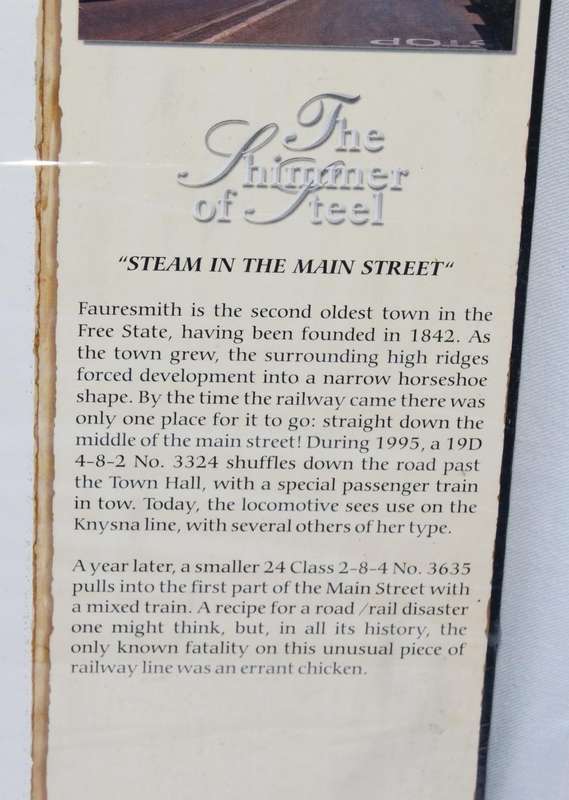 STOP
The
Shimmer
of Steel
"STEAM IN THE MAIN STREET"
Fauresmith is the second oldest town in the
Free State, having been founded in 1842. As
the town grew, the surrounding high ridges
forced development into a narrow horseshoe
shape. By the time the railway came there was
only one place for it to go: straight down the
middle of the main street! During 1995, a 19D
4-8-2 No. 3324 shuffles down the road past
the Town Hall, with a special passenger train
in tow. Today, the locomotive sees use on the
Knysna line, with several others of her type.
A year later, a smaller 24 Class 2-8-4 No. 3635
pulls into the first part of the Main Street with
a mixed train. A recipe for a road /rail disaster
one might think, but, in all its history, the
only known fatality on this unusual piece of
railway line was an errant chicken.